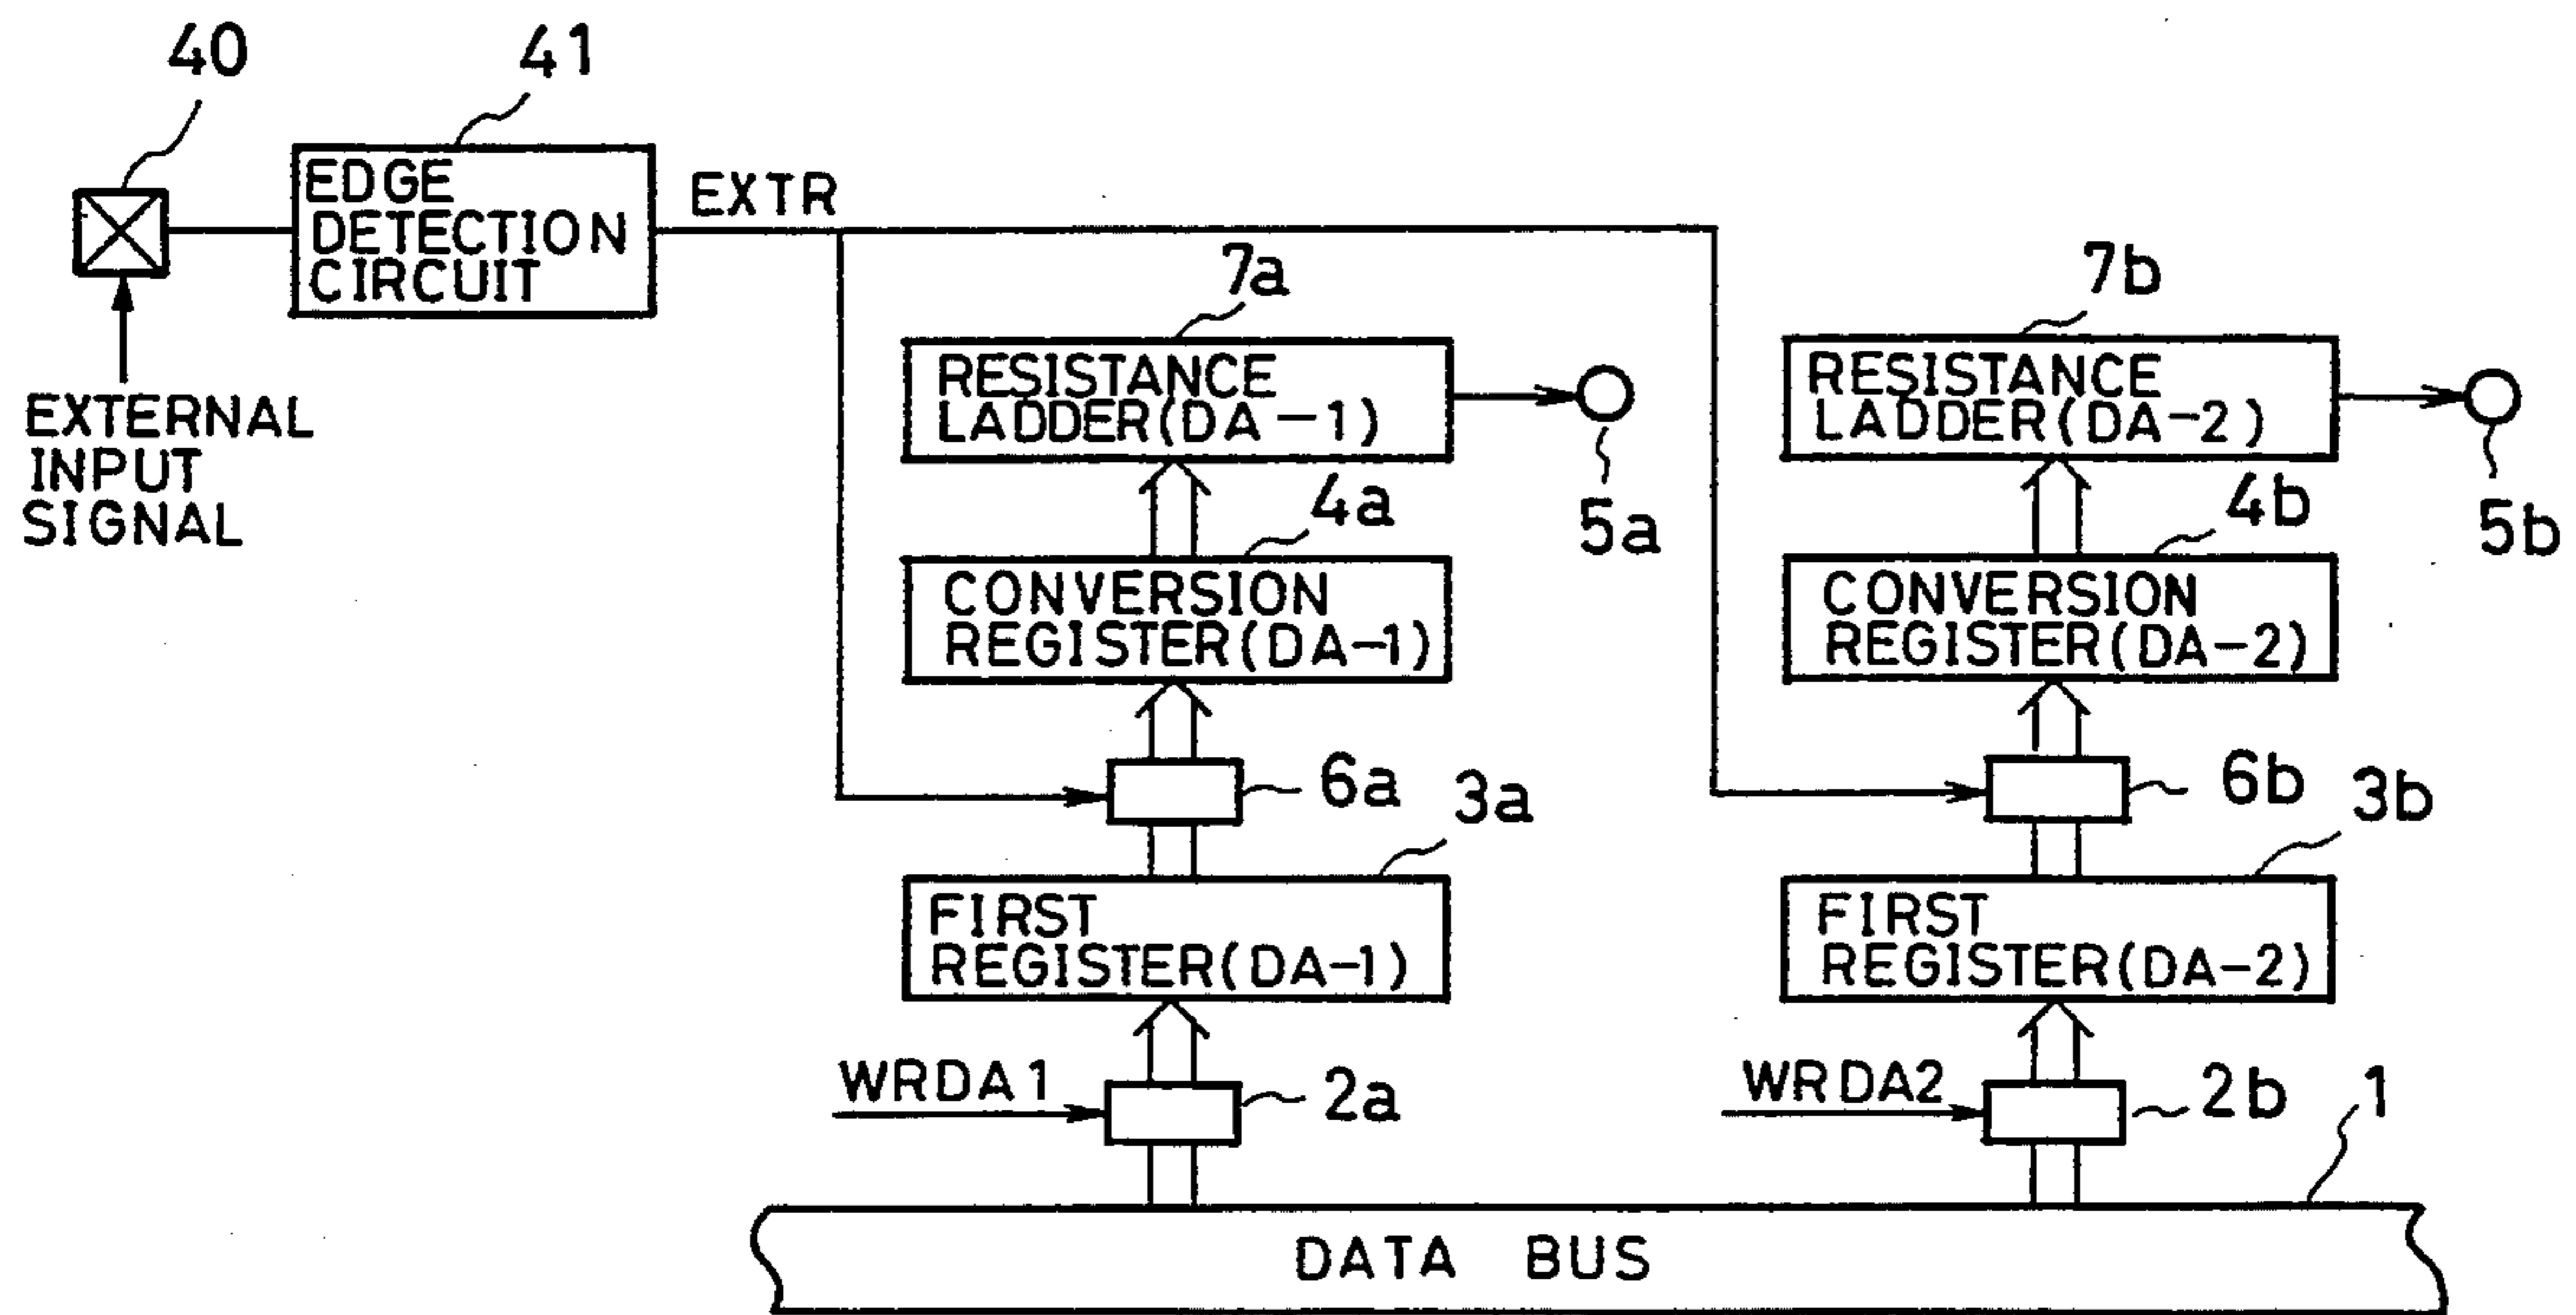 40
41
EDGE
DETECTION
CIRCUIT
EXTR
EXTERNAL
INPUT
SIGNAL
7a
RESISTANCE
LADDER(DA-1)
5a
4a
CONVERSION
REGISTER(DA-1)
6a
3a
FIRST
REGISTER(DA-1)
WRDA1
2a
7b
RESISTANCE
LADDER(DA-2)
5b
4b
CONVERSION
REGISTER(DA-2)
6b
3b
FIRST
REGISTER(DA-2)
WRDA2
2b
1
DATA BUS